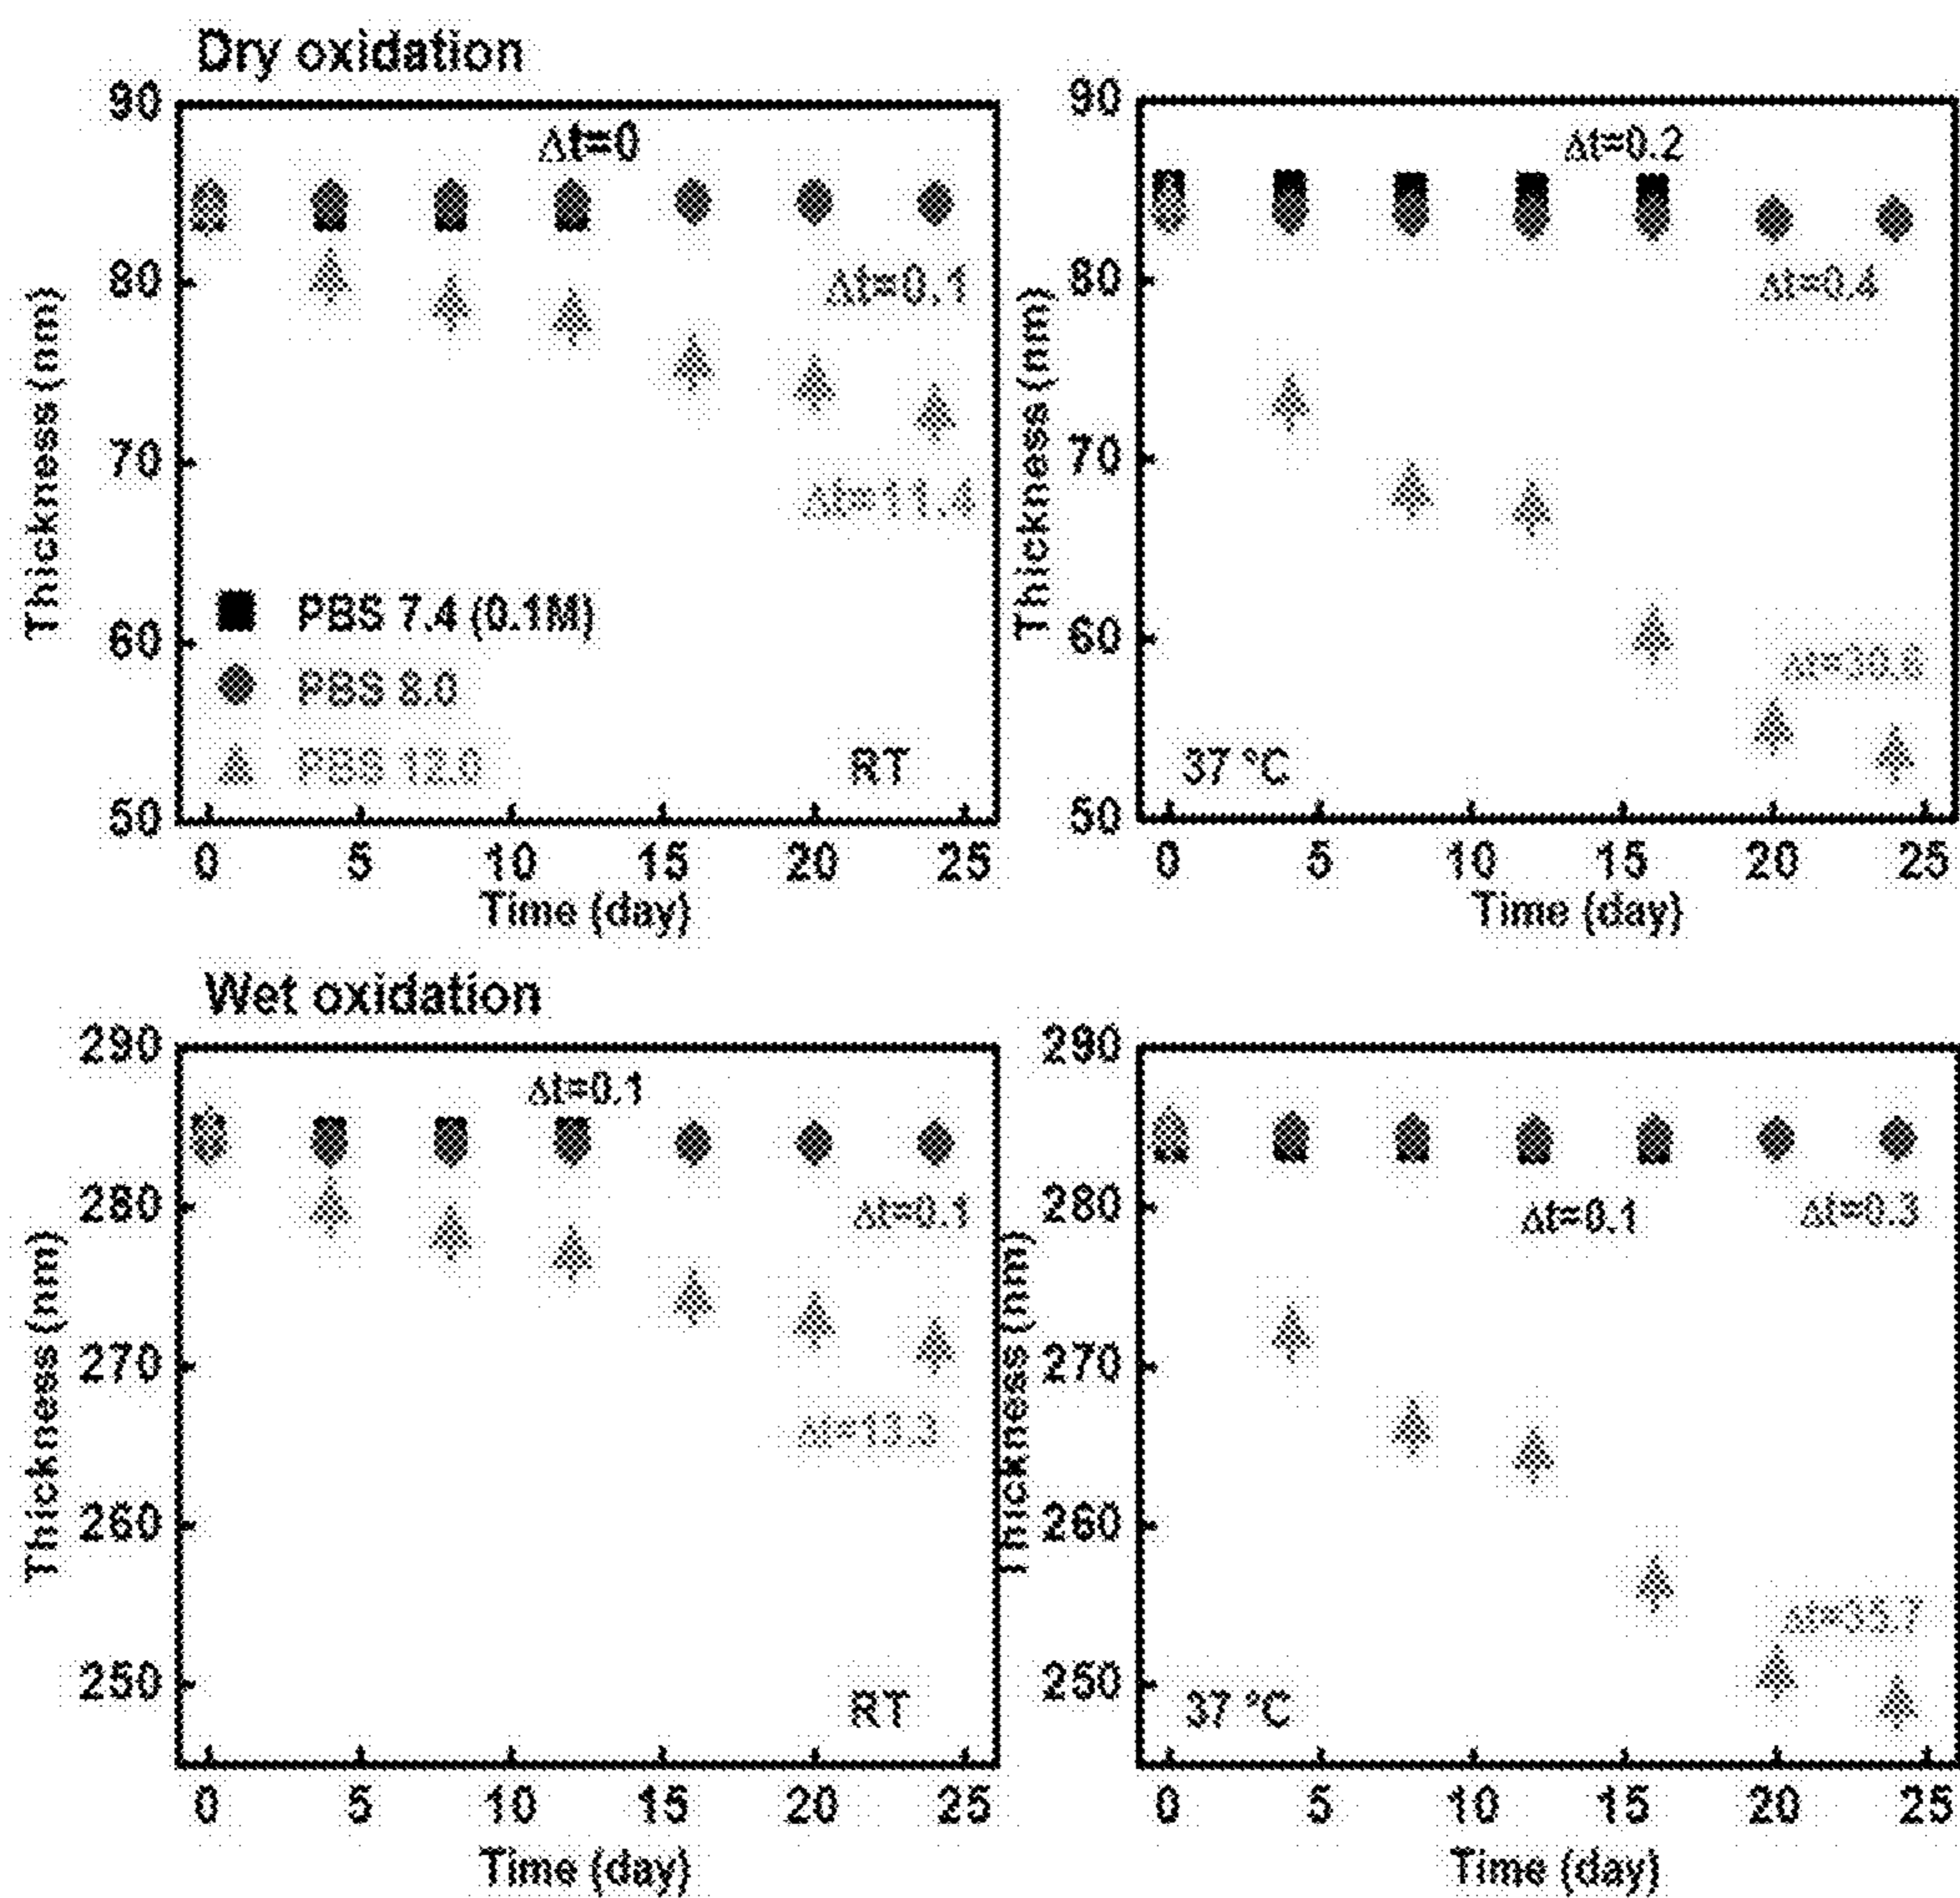 Dry oxidation
90
80
70
60
50
Thickness (nm)
Δt=0
Δt=0.1
Δt=11.4
PBS 7.4 (0.1M)
PBS 8.0
PBS 12.0
RT
0 5 10 15 20 25
Time (day)
90
80
70
60
50
Thickness (nm)
Δt=0.2
Δt=0.4
37 °C
0 5 10 15 20 25
Time (day)
Wet oxidation
290
280
270
260
250
Thickness (nm)
Δt=0.1
Δt=0.1
Δt=13.3
RT
0 5 10 15 20 25
Time (day)
290
280
270
260
250
Thickness (nm)
Δt=0.1
Δt=0.3
37 °C
0 5 10 15 20 25
Time (day)